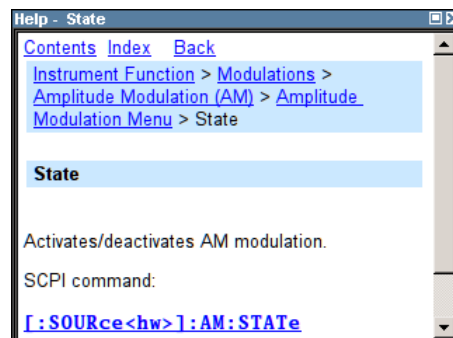 Help - State
Contents Index Back
Instrument Function > Modulations >
Amplitude Modulation (AM) > Amplitude
Modulation Menu > State
State
Activates/deactivates AM modulation.
SCPI command:
[:SOURce<hw>]:AM:STATe